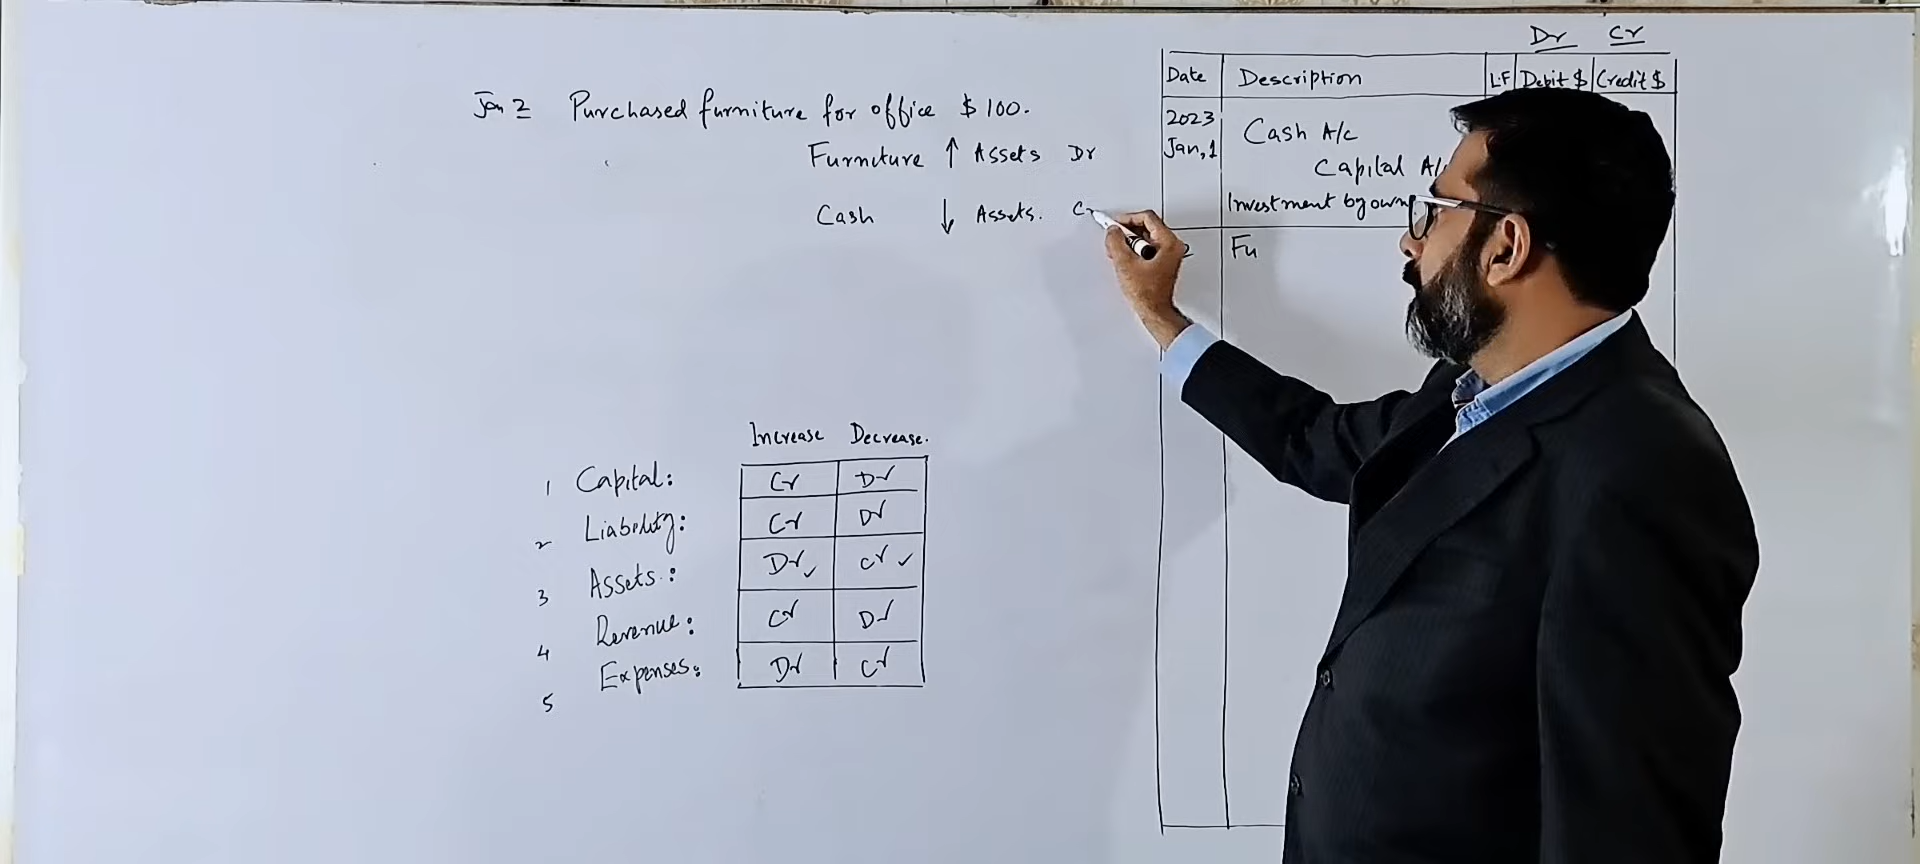 Jan 2 Purchased furniture for office $ 100.
Furniture ↑ Assets Dr
Cash ↓ Assets. Cr
Increase Decrease.
1 Capital: Cr Dr
2 Liability: Cr Dr
3 Assets: Dr ✓ Cr ✓
4 Revenue: Cr Dr
5 Expenses: Dr Cr
Dr Cr
Date Description L.F Debit $ Credit $
2023 Cash A/c
Jan, 1 Capital A/
Investment by own
2 Fu